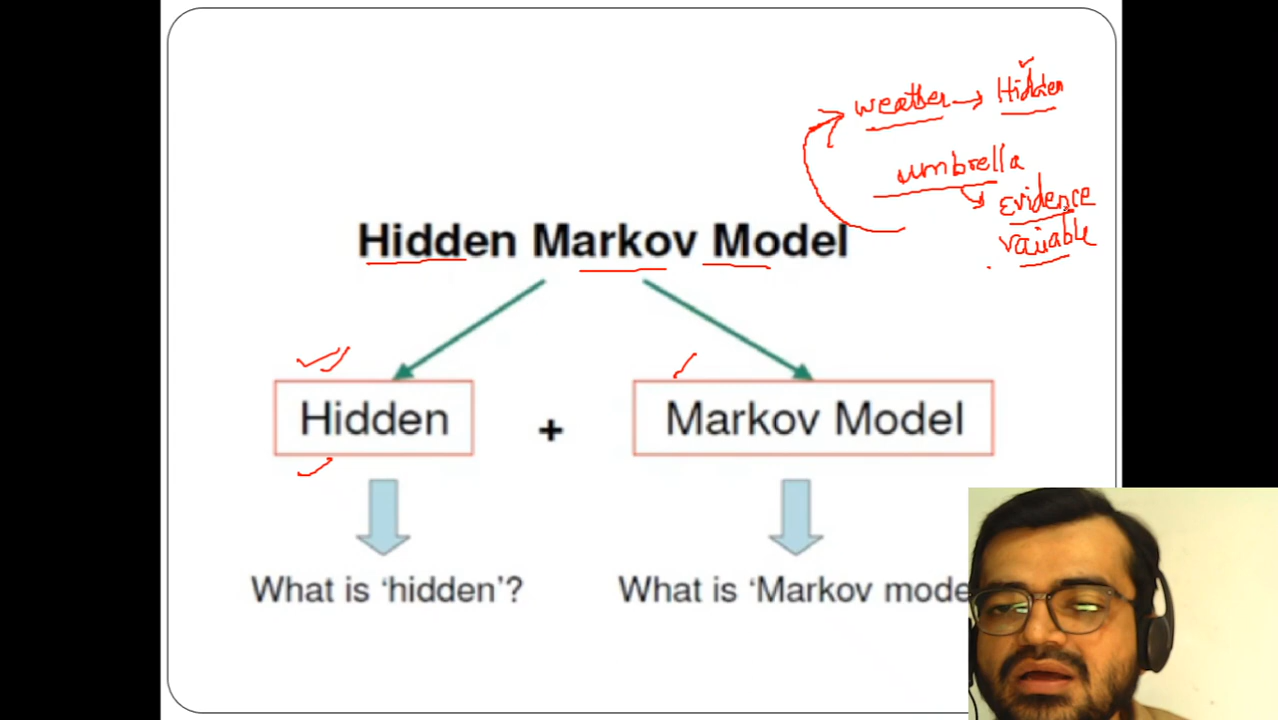 weather → Hidden
umbrella
evidence
variable
Hidden Markov Model
Hidden + Markov Model
What is ‘hidden’? What is ‘Markov mode